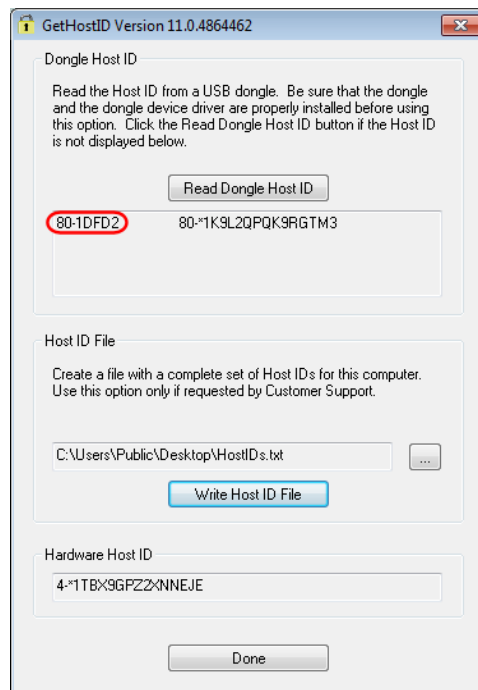 GetHostID Version 11.0.4864462
Dongle Host ID
Read the Host ID from a USB dongle. Be sure that the dongle
and the dongle device driver are properly installed before using
this option. Click the Read Dongle Host ID button if the Host ID
is not displayed below.
Read Dongle Host ID
80-1DFD2 80-*1K9L2QPQK9RGTM3
Host ID File
Create a file with a complete set of Host IDs for this computer.
Use this option only if requested by Customer Support.
C:\Users\Public\Desktop\HostIDs.txt
...
Write Host ID File
Hardware Host ID
4-*1TBX9GPZ2XNNEJE
Done